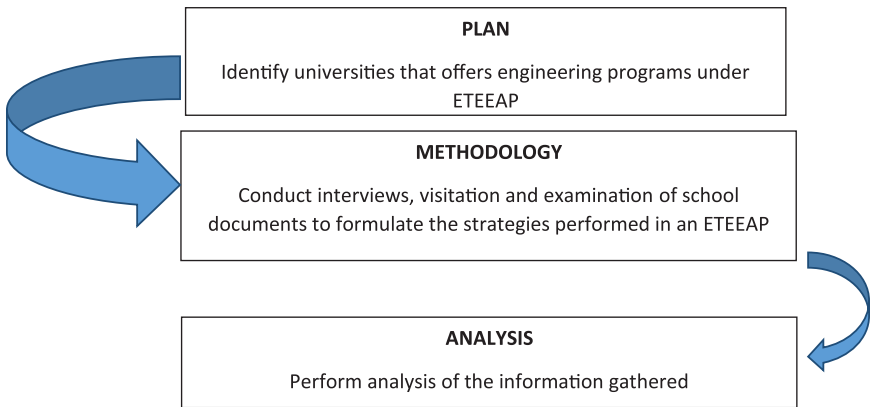 PLAN
Identify universities that offers engineering programs under
ETEEAP
METHODOLOGY
Conduct interviews, visitation and examination of school
documents to formulate the strategies performed in an ETEEAP
ANALYSIS
Perform analysis of the information gathered